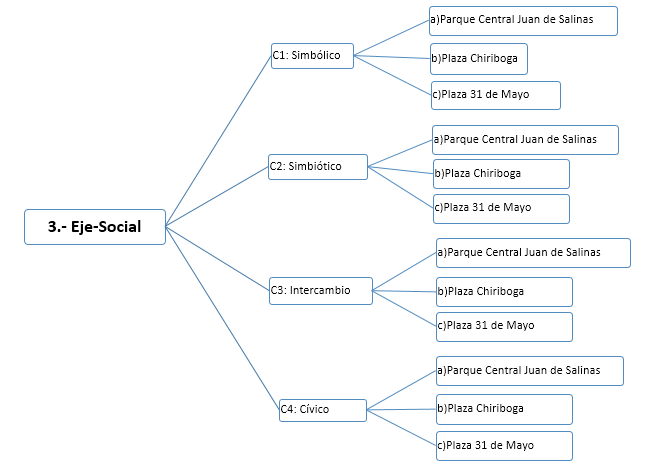 3.- Eje-Social
C1: Simbólico
a)Parque Central Juan de Salinas
b)Plaza Chiriboga
c)Plaza 31 de Mayo
C2: Simbiótico
a)Parque Central Juan de Salinas
b)Plaza Chiriboga
c)Plaza 31 de Mayo
C3: Intercambio
a)Parque Central Juan de Salinas
b)Plaza Chiriboga
c)Plaza 31 de Mayo
C4: Cívico
a)Parque Central Juan de Salinas
b)Plaza Chiriboga
c)Plaza 31 de Mayo